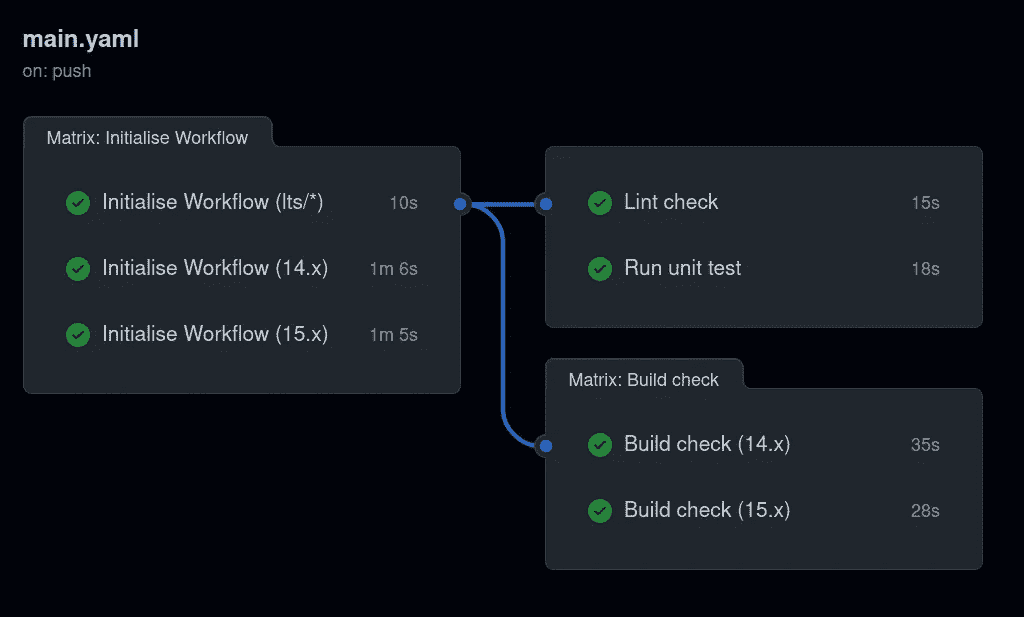 main.yaml
on: push
Matrix: Initialise Workflow
Initialise Workflow (lts/*) 10s
Initialise Workflow (14.x) 1m 6s
Initialise Workflow (15.x) 1m 5s
Lint check 15s
Run unit test 18s
Matrix: Build check
Build check (14.x) 35s
Build check (15.x) 28s